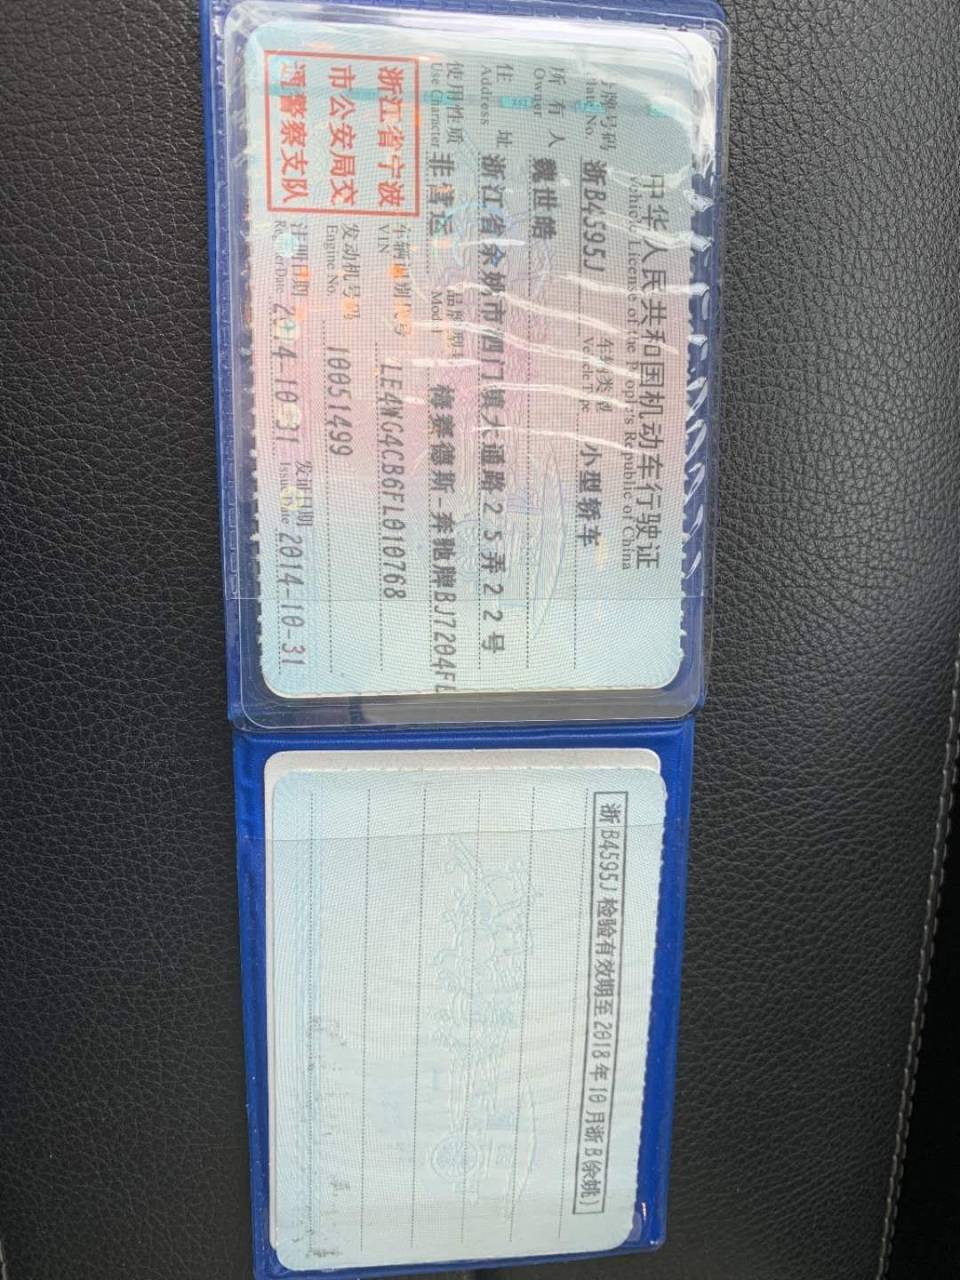 中华人民共和国机动车行驶证
Vehicle License of the People's Republic of China
号牌号码 浙B4595J 车辆类型 小型轿车
Plate No. Vehicle Type
所有人 魏世皓
Owner
住址 浙江省余姚市泗门镇大通路25弄22号
Address
使用性质 非营运 品牌型号 梅赛德斯-奔驰牌BJ7204FE
Use Character Model
浙江省宁波
市公安局交
通警察支队
车辆识别代号 LE4WG4CB6FL010768
VIN
发动机号码 10051499
Engine No.
注册日期 2014-10-31 发证日期 2014-10-31
Register Date Issue Date
浙B4595J检验有效期至2018年10月浙B(余姚)